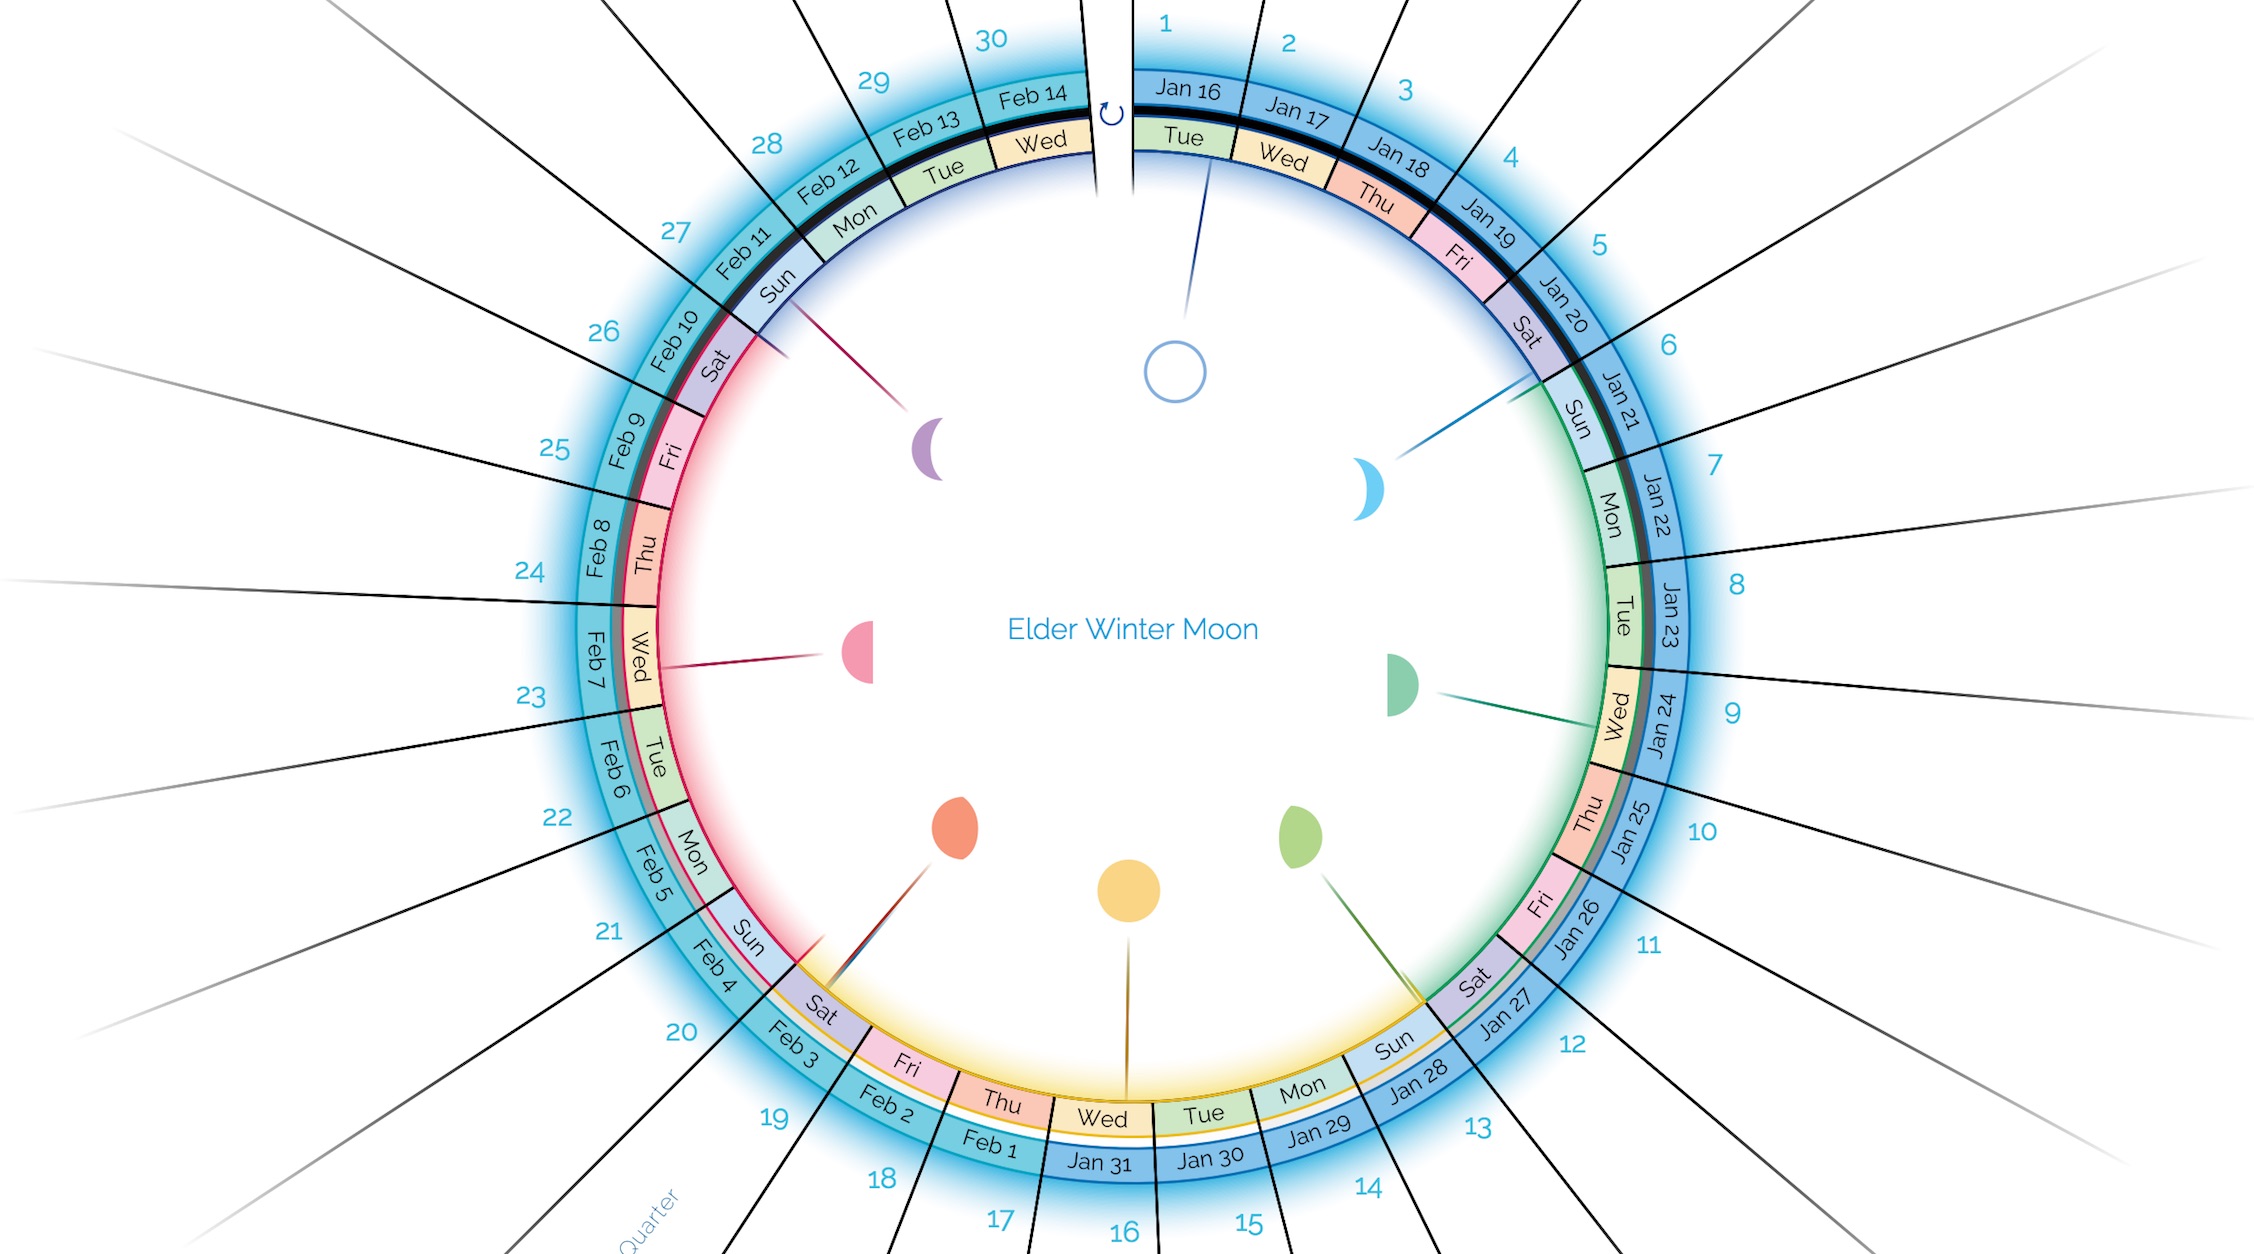 1
Jan 16
Tue
2
Jan 17
Wed
3
Jan 18
Thu
4
Jan 19
Fri
5
Jan 20
Sat
6
Jan 21
Sun
7
Jan 22
Mon
8
Jan 23
Tue
9
Jan 24
Wed
10
Jan 25
Thu
11
Jan 26
Fri
12
Jan 27
Sat
13
Jan 28
Sun
14
Jan 29
Mon
15
Jan 30
Tue
16
Jan 31
Wed
17
Feb 1
Thu
18
Feb 2
Fri
19
Feb 3
Sat
20
Feb 4
Sun
21
Feb 5
Mon
22
Feb 6
Tue
23
Feb 7
Wed
24
Feb 8
Thu
25
Feb 9
Fri
26
Feb 10
Sat
27
Feb 11
Sun
28
Feb 12
Mon
29
Feb 13
Tue
30
Feb 14
Wed
Elder Winter Moon
Quarter